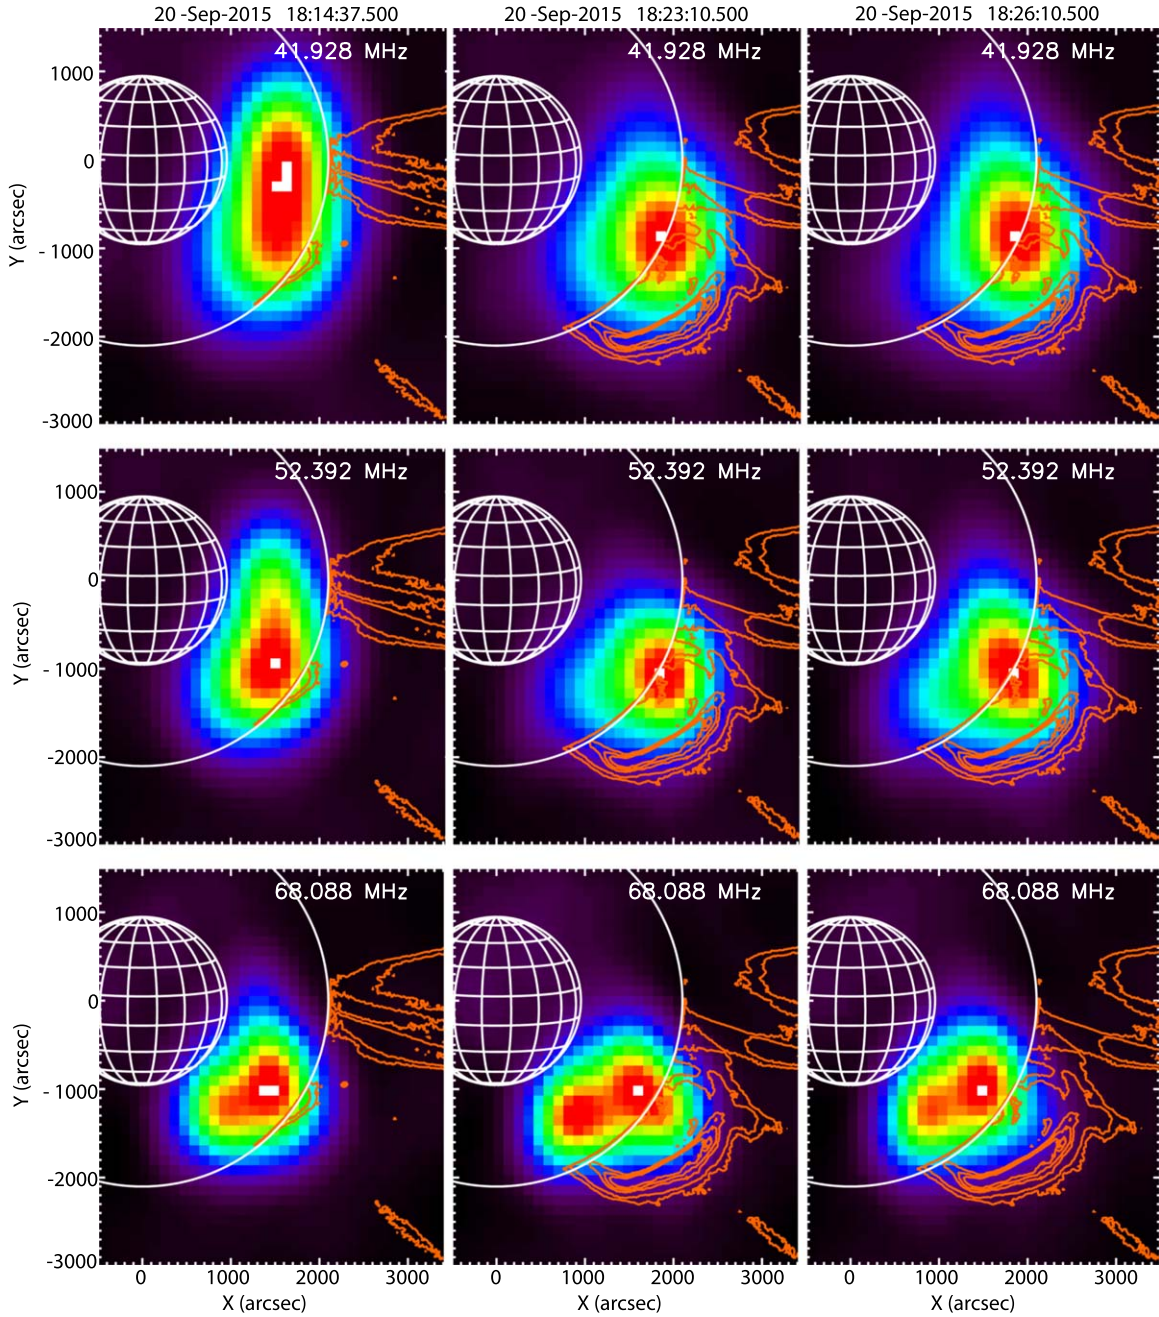 20 -Sep-2015 18:14:37.500
20 -Sep-2015 18:23:10.500
20 -Sep-2015 18:26:10.500
41.928 MHz
41.928 MHz
41.928 MHz
1000
0
- 1000
-2000
-3000
Y (arcsec)
52.392 MHz
52.392 MHz
52.392 MHz
1000
0
- 1000
-2000
-3000
Y (arcsec)
68.088 MHz
68.088 MHz
68.088 MHz
1000
0
- 1000
-2000
-3000
Y (arcsec)
0 1000 2000 3000
0 1000 2000 3000
0 1000 2000 3000
X (arcsec)
X (arcsec)
X (arcsec)